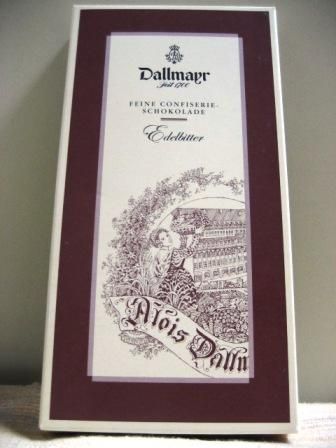 Dallmayr
seit 1700
FEINE CONFISERIE-
SCHOKOLADE
Edelbitter
Alois Dallm